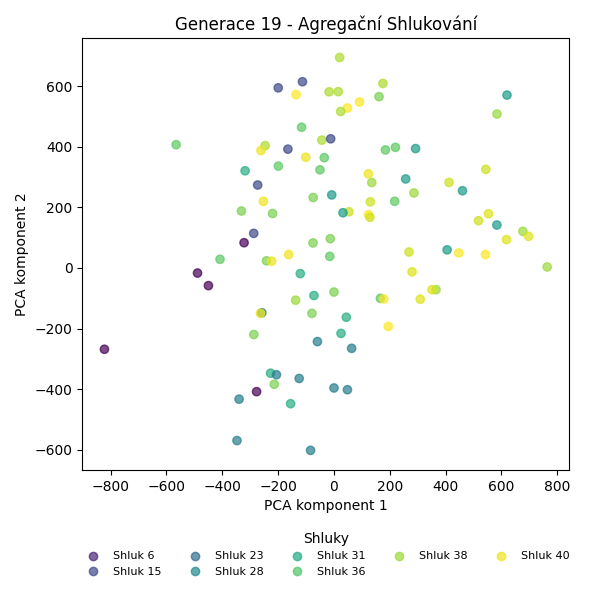 Generace 19 - Agregační Shlukování
PCA komponent 2
600
400
200
0
−200
−400
−600
−800 −600 −400 −200 0 200 400 600 800
PCA komponent 1
Shluky
Shluk 6 Shluk 23 Shluk 31 Shluk 38 Shluk 40
Shluk 15 Shluk 28 Shluk 36